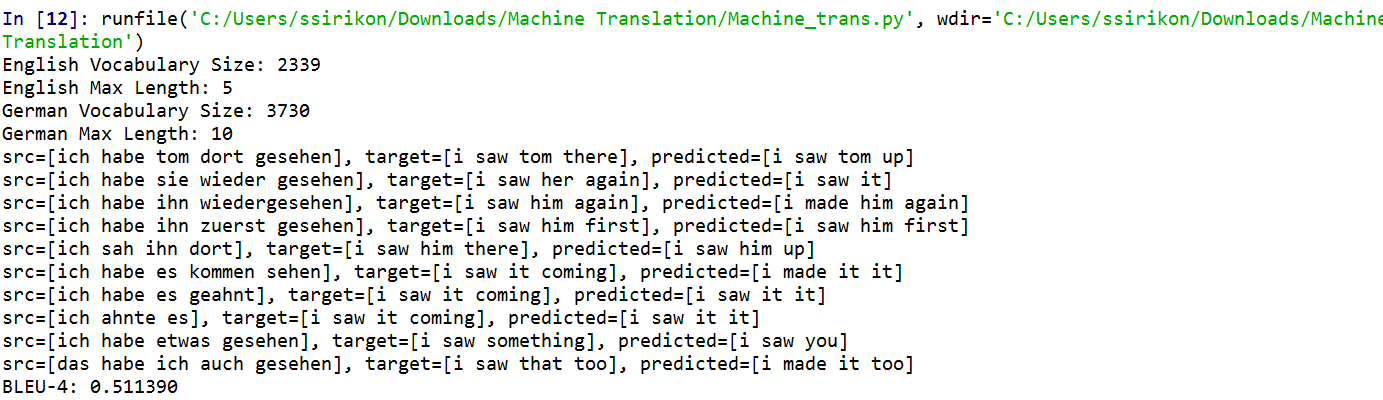 In [12]: runfile('C:/Users/ssirikon/Downloads/Machine Translation/Machine_trans.py', wdir='C:/Users/ssirikon/Downloads/Machine
Translation')
English Vocabulary Size: 2339
English Max Length: 5
German Vocabulary Size: 3730
German Max Length: 10
src=[ich habe tom dort gesehen], target=[i saw tom there], predicted=[i saw tom up]
src=[ich habe sie wieder gesehen], target=[i saw her again], predicted=[i saw it]
src=[ich habe ihn wiedergesehen], target=[i saw him again], predicted=[i made him again]
src=[ich habe ihn zuerst gesehen], target=[i saw him first], predicted=[i saw him first]
src=[ich sah ihn dort], target=[i saw him there], predicted=[i saw him up]
src=[ich habe es kommen sehen], target=[i saw it coming], predicted=[i made it it]
src=[ich habe es geahnt], target=[i saw it coming], predicted=[i saw it it]
src=[ich ahnte es], target=[i saw it coming], predicted=[i saw it it]
src=[ich habe etwas gesehen], target=[i saw something], predicted=[i saw you]
src=[das habe ich auch gesehen], target=[i saw that too], predicted=[i made it too]
BLEU-4: 0.511390